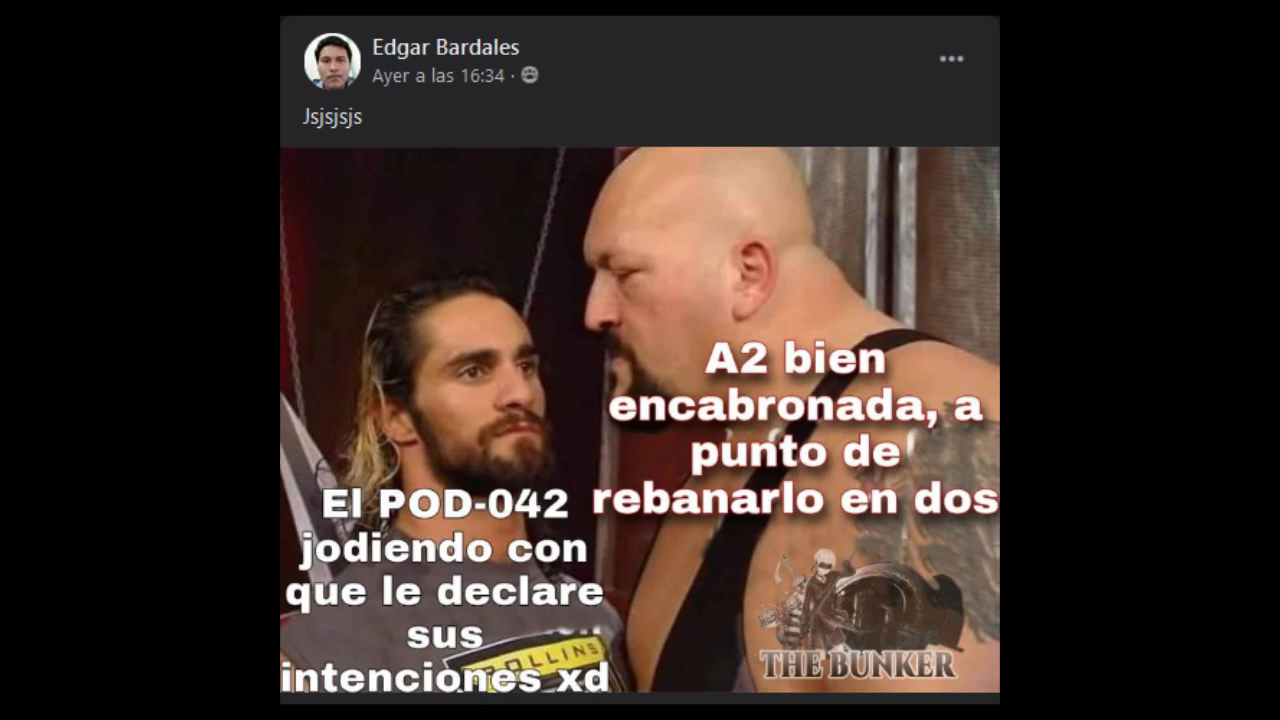 Edgar Bardales
Ayer a las 16:34 ·
Jsjsjsjs
A2 bien
encabronada, a
punto de
rebanarlo en dos
El POD-042
jodiendo con
que le declare
sus
intenciones xd
ROLLINS
THE BUNKER